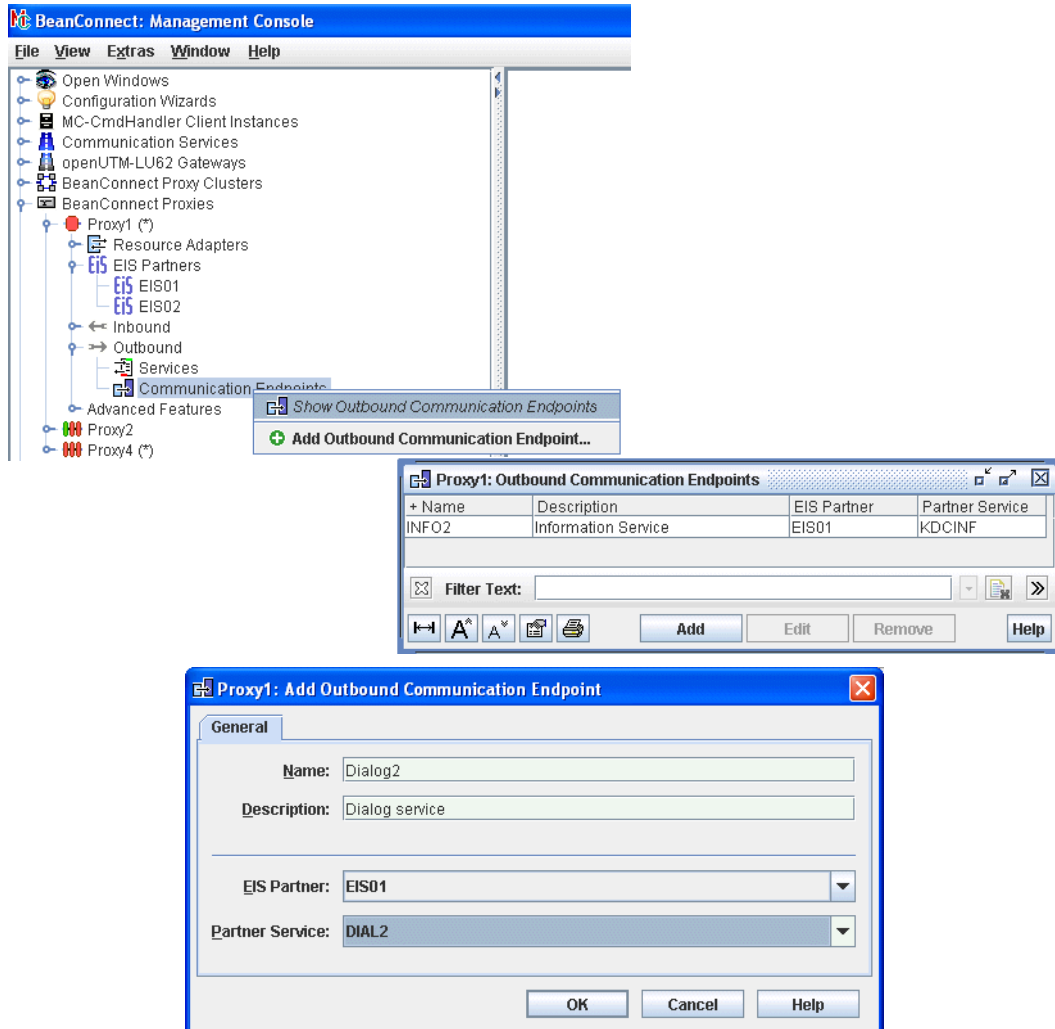 BeanConnect: Management Console
File View Extras Window Help
Open Windows
Configuration Wizards
MC-CmdHandler Client Instances
Communication Services
openUTM-LU62 Gateways
BeanConnect Proxy Clusters
BeanConnect Proxies
Proxy1 (*)
Resource Adapters
EIS Partners
EIS01
EIS02
Inbound
Outbound
Services
Communication Endpoints
Show Outbound Communication Endpoints
Advanced Features
Add Outbound Communication Endpoint...
Proxy2
Proxy4 (*)
Proxy1: Outbound Communication Endpoints
+ Name Description EIS Partner Partner Service
INFO2 Information Service EIS01 KDCINF
Filter Text:
Add Edit Remove Help
Proxy1: Add Outbound Communication Endpoint
General
Name: Dialog2
Description: Dialog service
EIS Partner: EIS01
Partner Service: DIAL2
OK Cancel Help